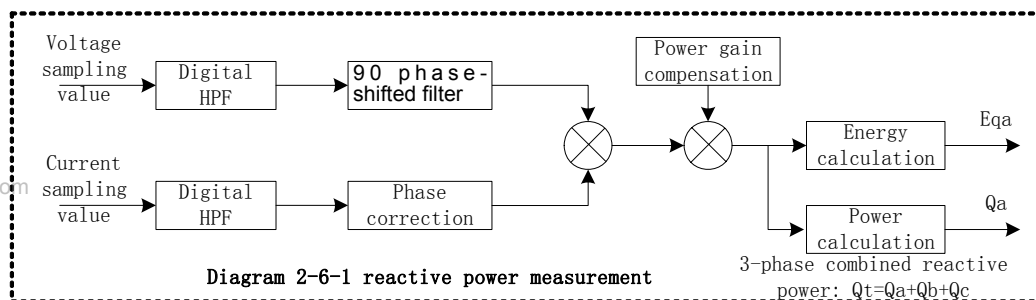 Voltage
sampling
value
Digital
HPF
90 phase-
shifted filter
Power gain
compensation
Current
sampling
value
om
Digital
HPF
Phase
correction
Energy
calculation
Eqa
Power
calculation
Qa
3-phase combined reactive
power: Qt=Qa+Qb+Qc
Diagram 2-6-1 reactive power measurement